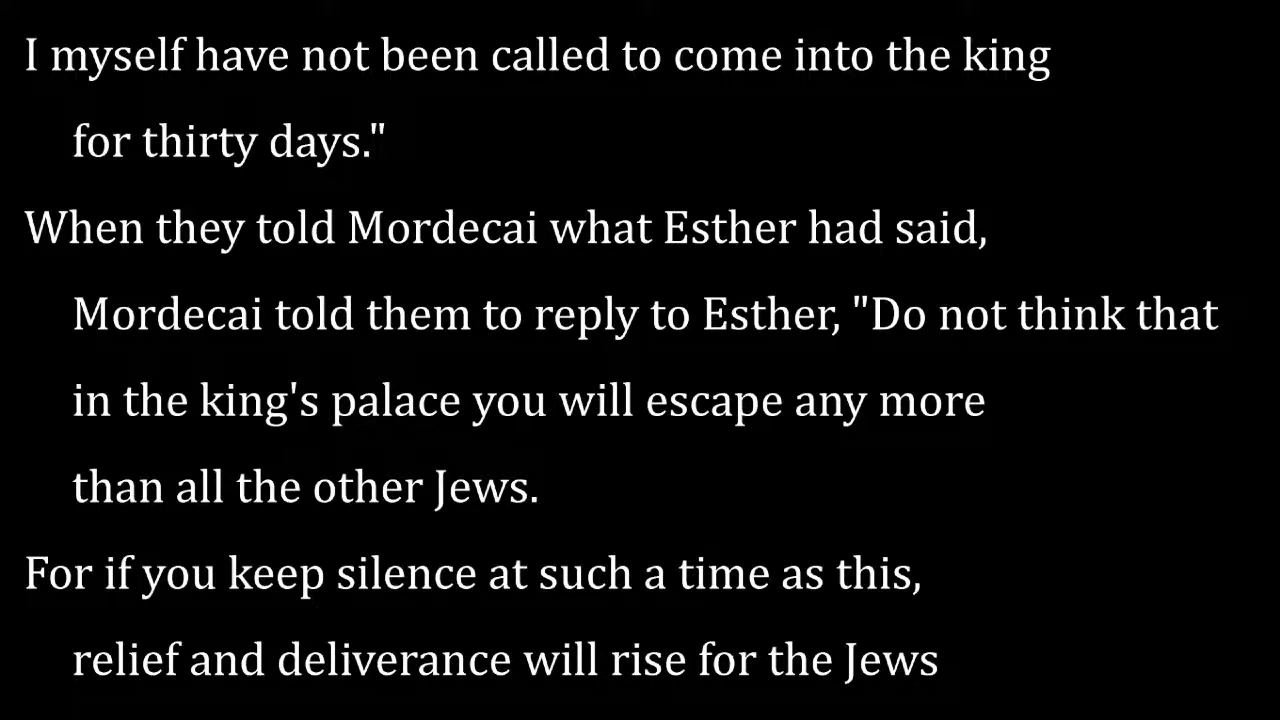 I myself have not been called to come into the king
for thirty days."
When they told Mordecai what Esther had said,
Mordecai told them to reply to Esther, "Do not think that
in the king's palace you will escape any more
than all the other Jews.
For if you keep silence at such a time as this,
relief and deliverance will rise for the Jews